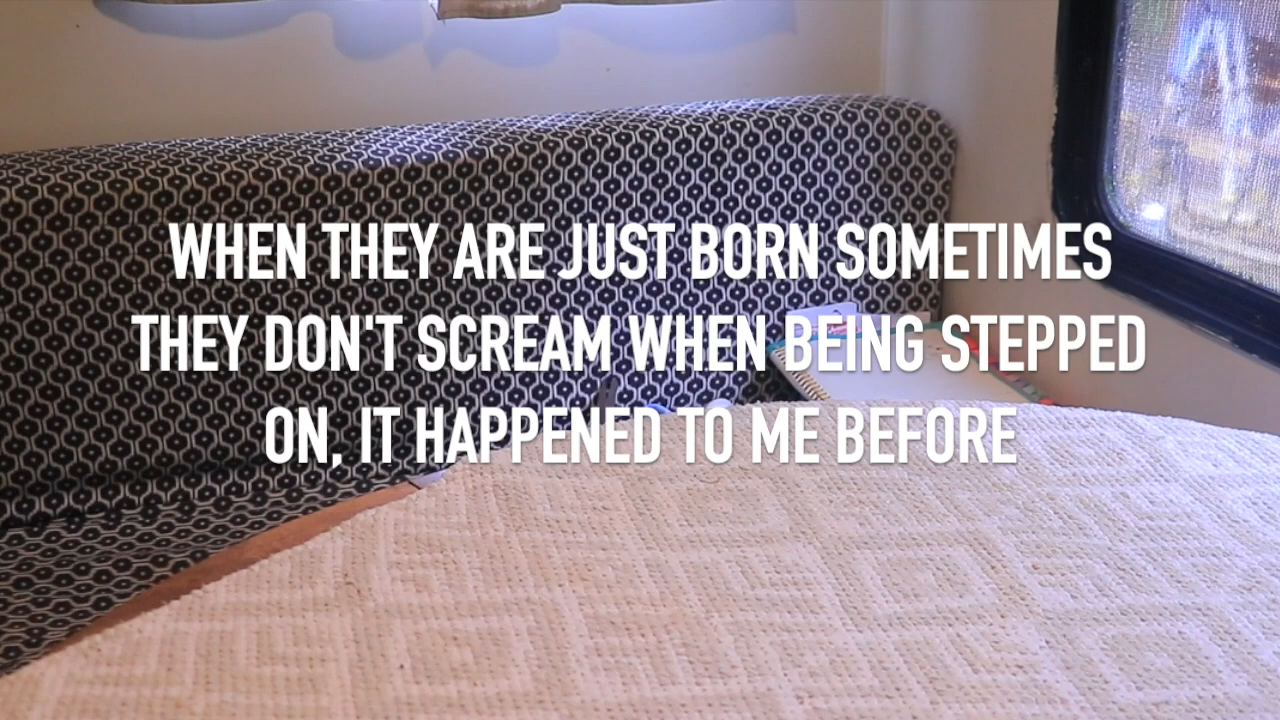 WHEN THEY ARE JUST BORN SOMETIMES
THEY DON'T SCREAM WHEN BEING STEPPED
ON, IT HAPPENED TO ME BEFORE